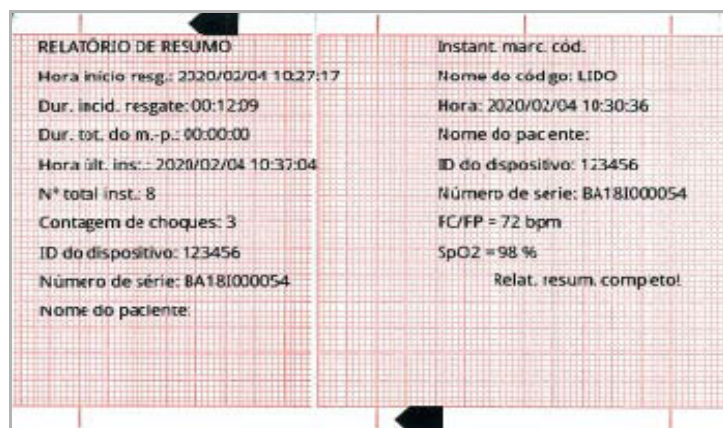 RELATÓRIO DE RESUMO
Hora início resg.: 2020/02/04 10:27:17
Dur. incid. resgate: 00:12:09
Dur. tot. do m.-p.: 00:00:00
Hora últ. inst.: 2020/02/04 10:37:04
N° total inst.: 8
Contagem de choques: 3
ID do dispositivo: 123456
Número de série: BA18I000054
Nome do paciente:
Instant. marc. cód.
Nome do código: LIDO
Hora: 2020/02/04 10:30:36
Nome do paciente:
ID do dispositivo: 123456
Número de serie: BA18I000054
FC/FP = 72 bpm
SpO2 = 98 %
Relat. resum. completo!